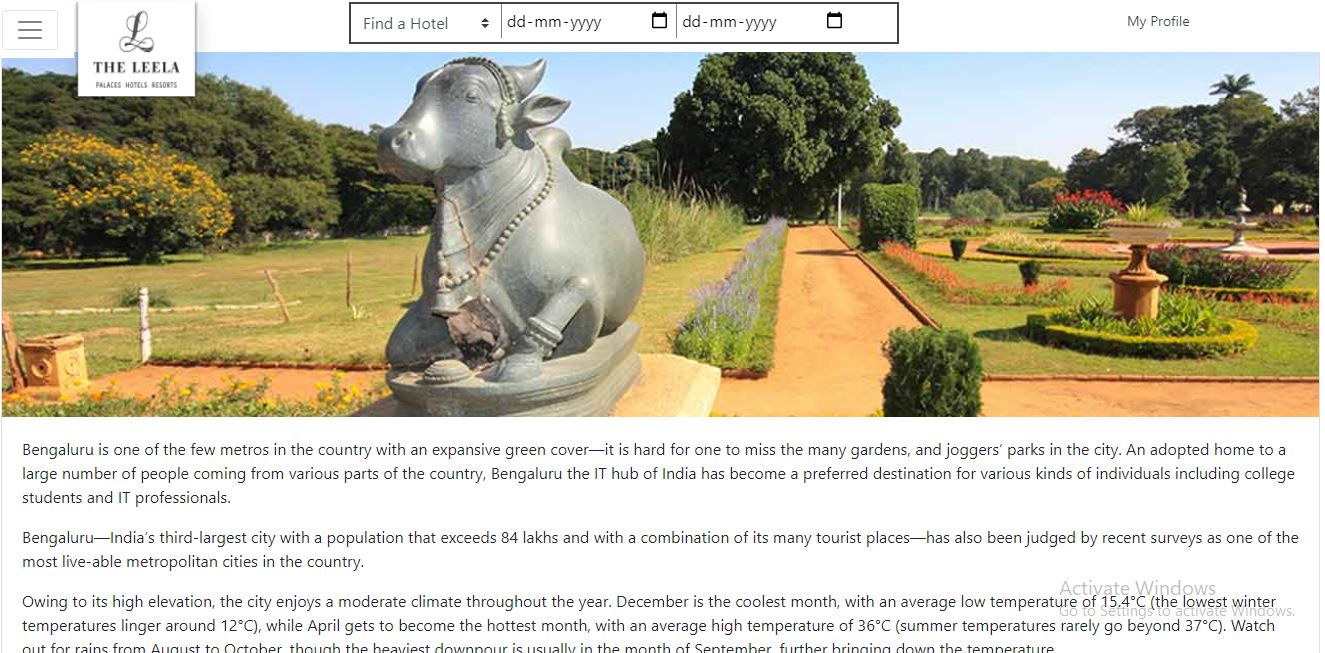 Find a Hotel
dd-mm-yyyy
dd-mm-yyyy
My Profile
L
THE LEELA
PALACES HOTELS RESORTS
Bengaluru is one of the few metros in the country with an expansive green cover—it is hard for one to miss the many gardens, and joggers’ parks in the city. An adopted home to a
large number of people coming from various parts of the country, Bengaluru the IT hub of India has become a preferred destination for various kinds of individuals including college
students and IT professionals.
Bengaluru—India’s third-largest city with a population that exceeds 84 lakhs and with a combination of its many tourist places—has also been judged by recent surveys as one of the
most live-able metropolitan cities in the country.
Activate Windows
Owing to its high elevation, the city enjoys a moderate climate throughout the year. December is the coolest month, with an average low temperature of 15.4°C (the lowest winter
Go to Settings to activate Windows.
temperatures linger around 12°C), while April gets to become the hottest month, with an average high temperature of 36°C (summer temperatures rarely go beyond 37°C). Watch
out for rains from August to October, though the heaviest downpour is usually in the month of September, further bringing down the temperature.